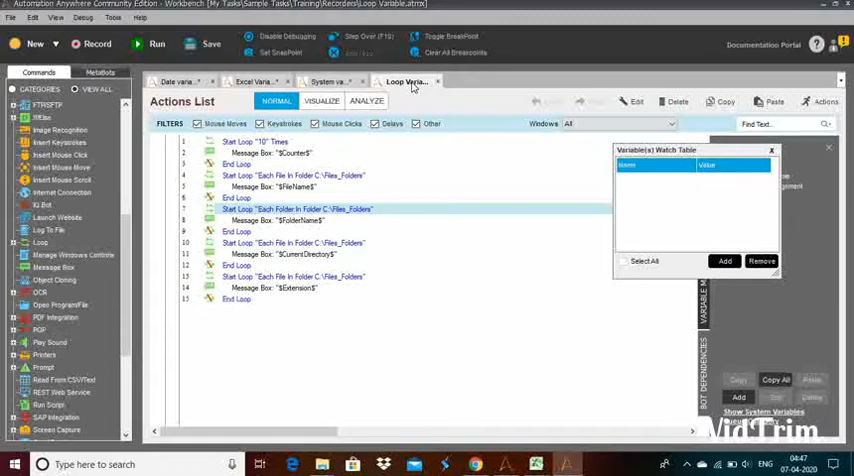 Automation Anywhere Community Edition - Workbench [My Tasks\Sample Tasks\Training\Recorders\Loop Variable.atmx]
File Edit View Debug Tools Help
New Record Run Save
Disable Debugging Step Over (F10) Toggle BreakPoint
Set SnapPoint Clear All Breakpoints
Documentation Portal
Commands MetaBots
Date varia...* Excel Varia...* System va...* Loop Varia...
CATEGORIES VIEW ALL
Actions List NORMAL VISUALIZE ANALYZE
Edit Delete Copy Paste Actions
FILTERS Mouse Moves Keystrokes Mouse Clicks Delays Other Windows All Find Text...
FTP/SFTP
If/Else
Image Recognition
Insert Keystrokes
Insert Mouse Click
Insert Mouse Move
Insert Mouse Scroll
Internet Connection
IQ Bot
Launch Website
Log To File
Loop
Manage Windows Controls
Message Box
Object Cloning
OCR
Open Program/File
PDF Integration
PGP
Play Sound
Printers
Prompt
Read From CSV/Text
REST Web Service
Run Script
SAP Integration
Screen Capture
1 Start Loop "10" Times
2 Message Box: "$Counter$"
3 End Loop
4 Start Loop "Each File In Folder C:\Files_Folders"
5 Message Box: "$FileName$"
6 End Loop
7 Start Loop "Each Folder In Folder C:\Files_Folders"
8 Message Box: "$FolderName$"
9 End Loop
10 Start Loop "Each File In Folder C:\Files_Folders"
11 Message Box: "$CurrentDirectory$"
12 End Loop
13 Start Loop "Each File In Folder C:\Files_Folders"
14 Message Box: "$Extension$"
15 End Loop
Variable(s) Watch Table x
Name Value
Select All Add Remove
VARIABLE M
BOT DEPENDENCIES
Copy Copy All
Add Edit Delete
Show System Variables
VidTrim
Type here to search
04:47
07-04-2020